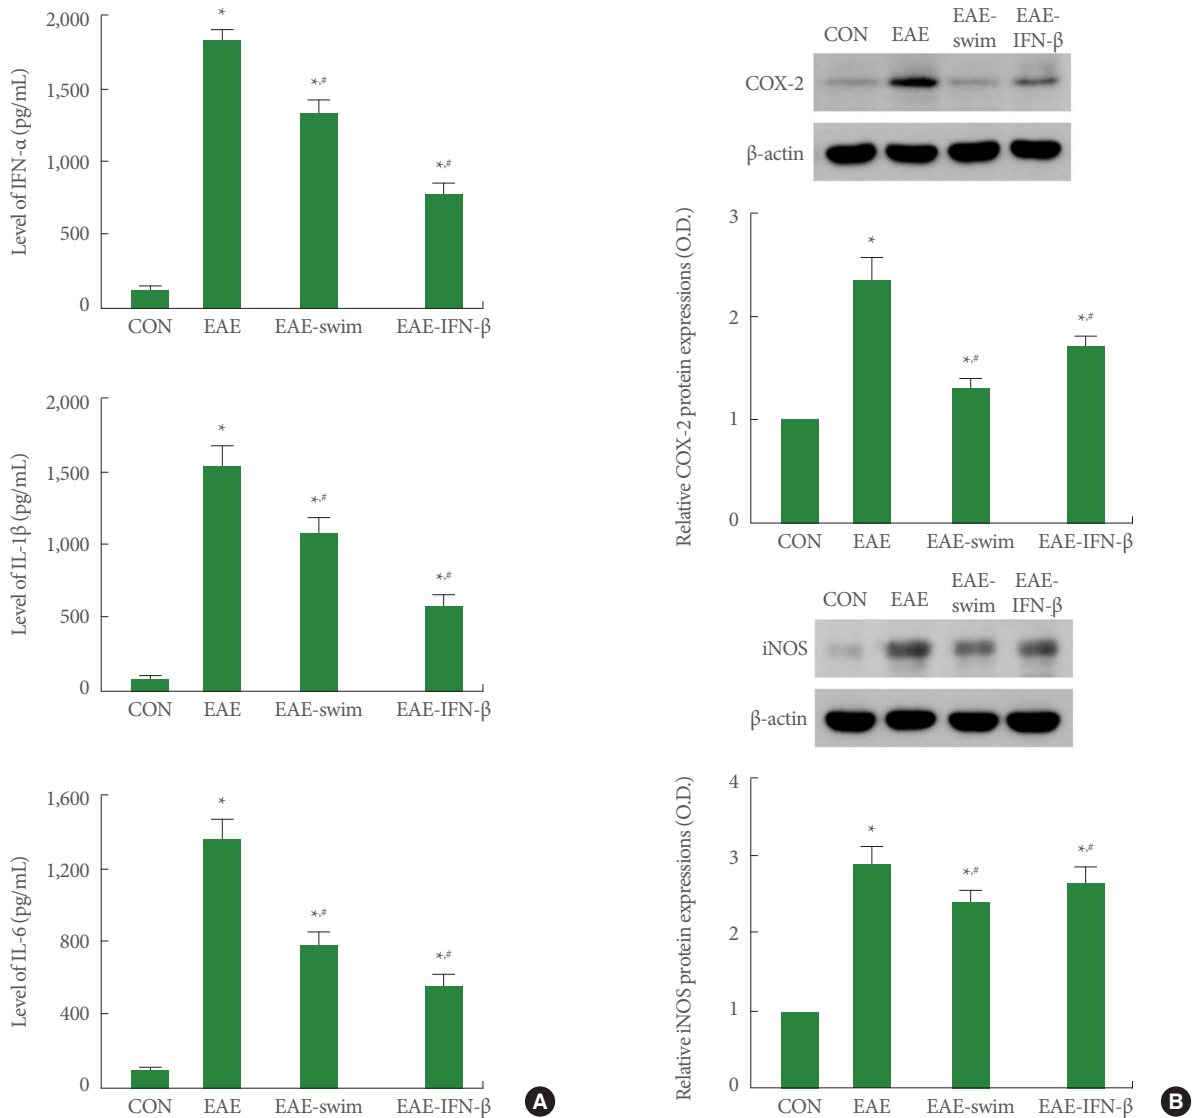 Level of IFN-α (pg/mL)
2,000
1,500
1,000
500
0
*
*,#
*,#
CON EAE EAE-swim EAE-IFN-β
Level of IL-1β (pg/mL)
2,000
1,500
1,000
500
0
*
*,#
*,#
CON EAE EAE-swim EAE-IFN-β
Level of IL-6 (pg/mL)
1,600
1,200
800
400
0
*
*,#
*,#
CON EAE EAE-swim EAE-IFN-β
A
CON EAE EAE-swim EAE-IFN-β
COX-2
β-actin
Relative COX-2 protein expressions (O.D.)
3
2
1
0
*
*,#
*,#
CON EAE EAE-swim EAE-IFN-β
CON EAE EAE-swim EAE-IFN-β
iNOS
β-actin
Relative iNOS protein expressions (O.D.)
4
3
2
1
0
*
*,#
*,#
CON EAE EAE-swim EAE-IFN-β
B